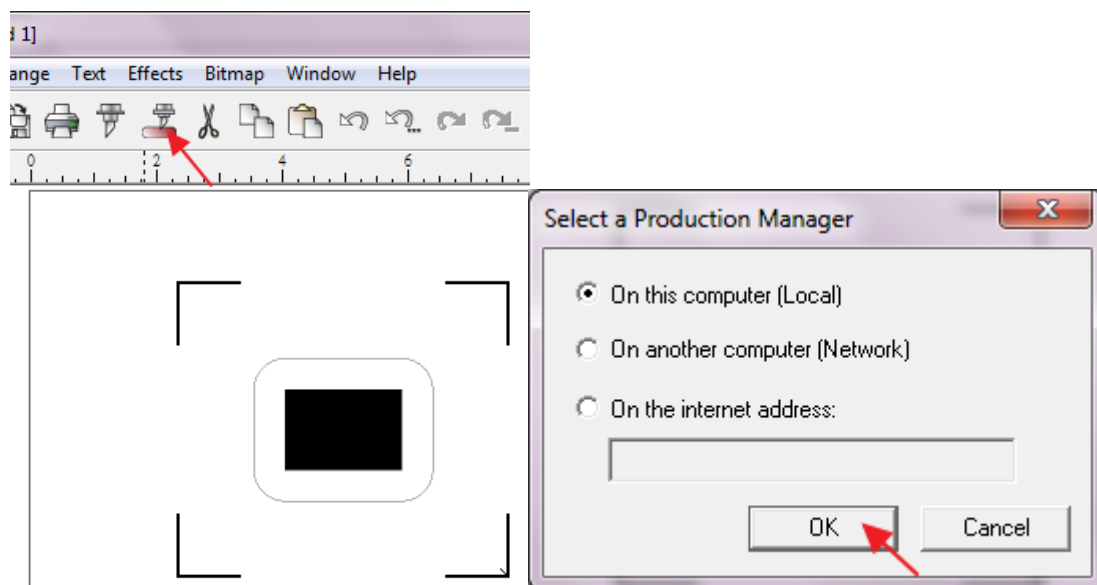 d 1]
ange Text Effects Bitmap Window Help
0 2 4 6
Select a Production Manager
On this computer (Local)
On another computer (Network)
On the internet address:
OK Cancel